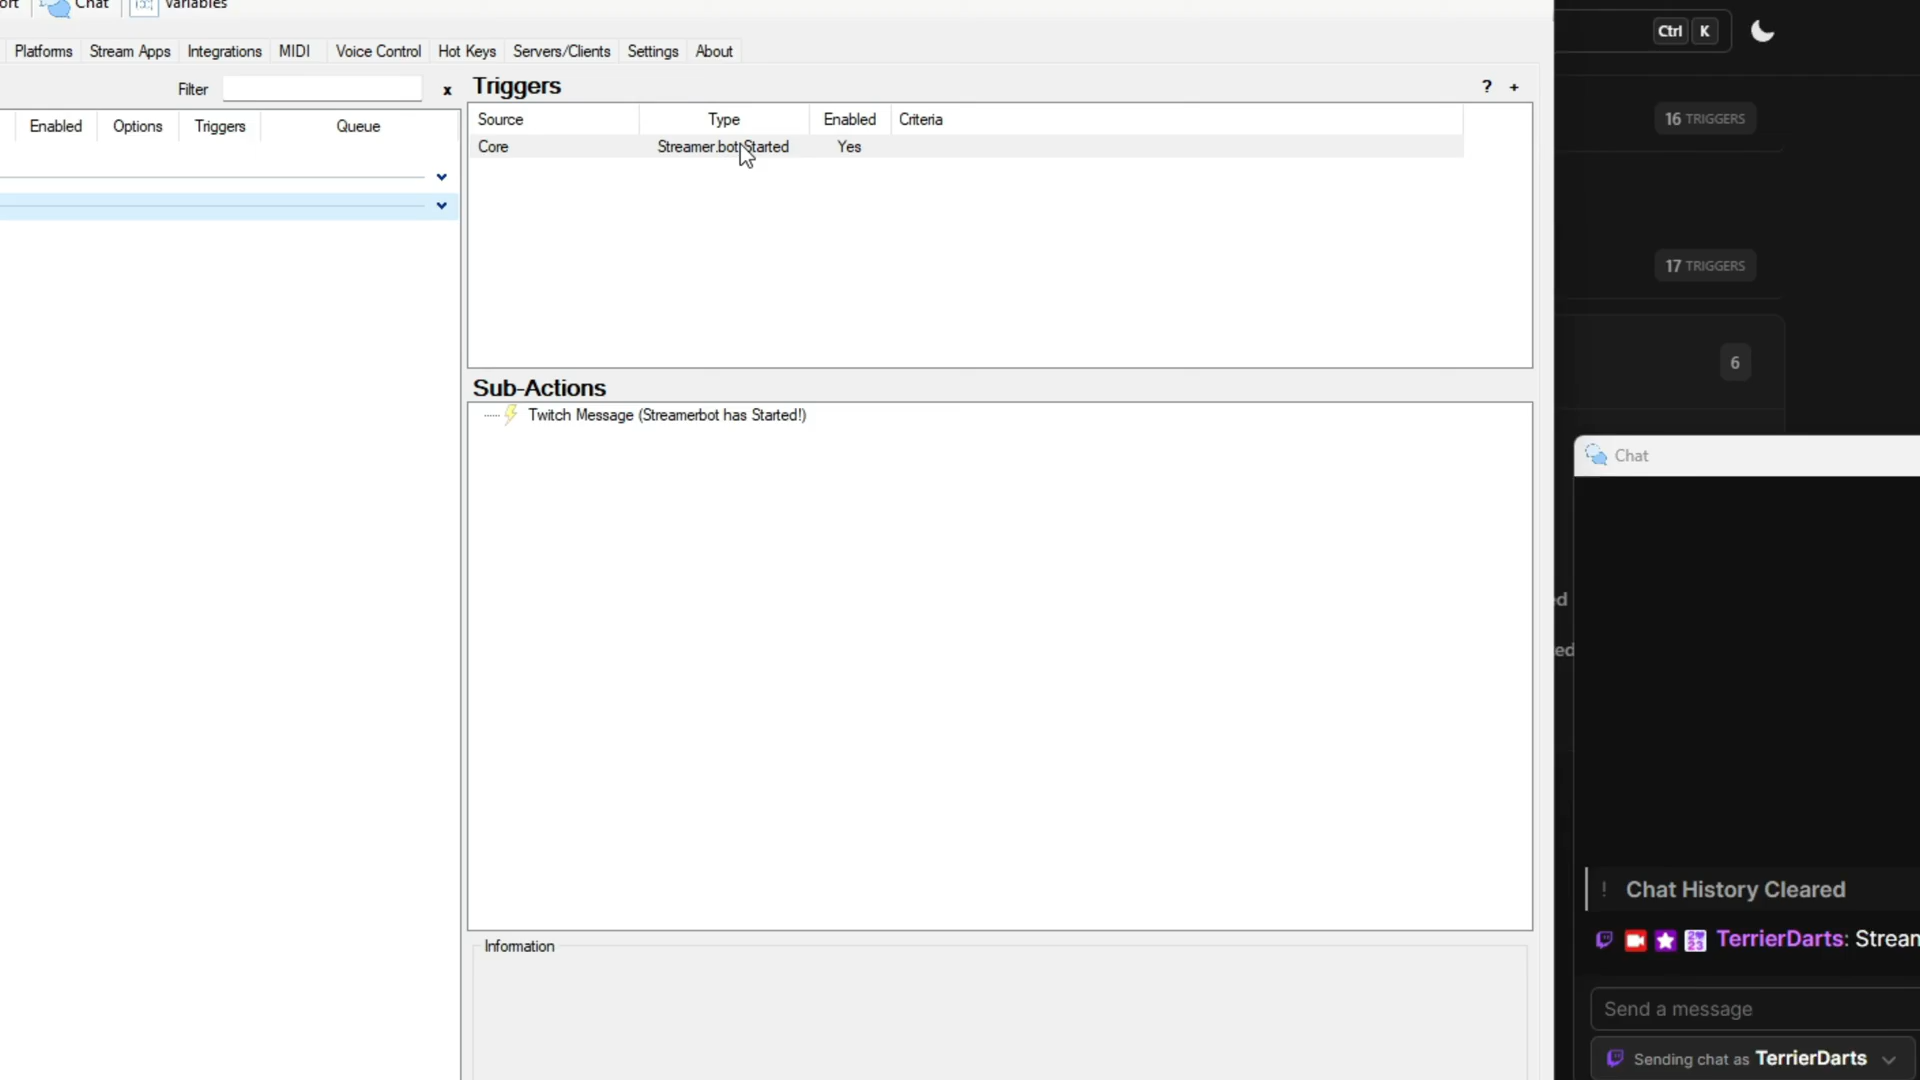 Chat
Variables
Ctrl K
Platforms Stream Apps Integrations MIDI Voice Control Hot Keys Servers/Clients Settings About
Filter x
Triggers ? +
Enabled Options Triggers Queue
Source Type Enabled Criteria
Core Streamer.bot Started Yes
16 TRIGGERS
17 TRIGGERS
6
Sub-Actions
Twitch Message (Streamerbot has Started!)
Chat
ed
! Chat History Cleared
TerrierDarts: Stream
Send a message
Sending chat as TerrierDarts
Information